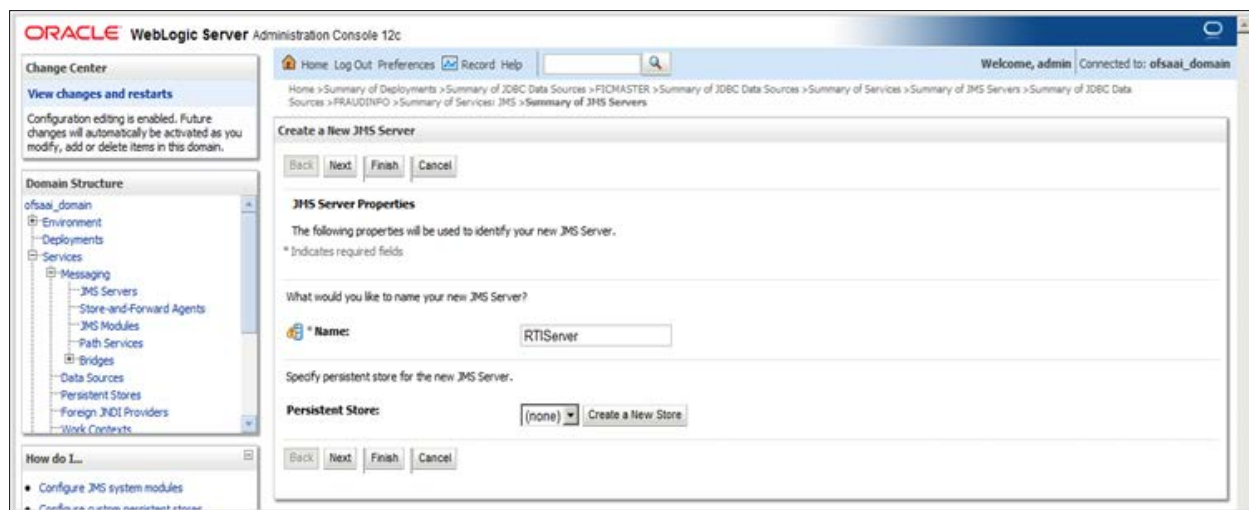 ORACLE WebLogic Server Administration Console 12c
Change Center
View changes and restarts
Configuration editing is enabled. Future
changes will automatically be activated as you
modify, add or delete items in this domain.
Domain Structure
ofsaai_domain
Environment
Deployments
Services
Messaging
JMS Servers
Store-and-Forward Agents
JMS Modules
Path Services
Bridges
Data Sources
Persistent Stores
Foreign JNDI Providers
Work Contexts
How do I...
Configure JMS system modules
Configure custom persistent stores
Home Log Out Preferences Record Help
Welcome, admin Connected to: ofsaai_domain
Home >Summary of Deployments >Summary of JDBC Data Sources >FICMASTER >Summary of JDBC Data Sources >Summary of Services >Summary of JMS Servers >Summary of JDBC Data
Sources >FRAUDINFO >Summary of Services: JMS >Summary of JMS Servers
Create a New JMS Server
Back Next Finish Cancel
JMS Server Properties
The following properties will be used to identify your new JMS Server.
* Indicates required fields
What would you like to name your new JMS Server?
* Name: RTIServer
Specify persistent store for the new JMS Server.
Persistent Store: (none) Create a New Store
Back Next Finish Cancel